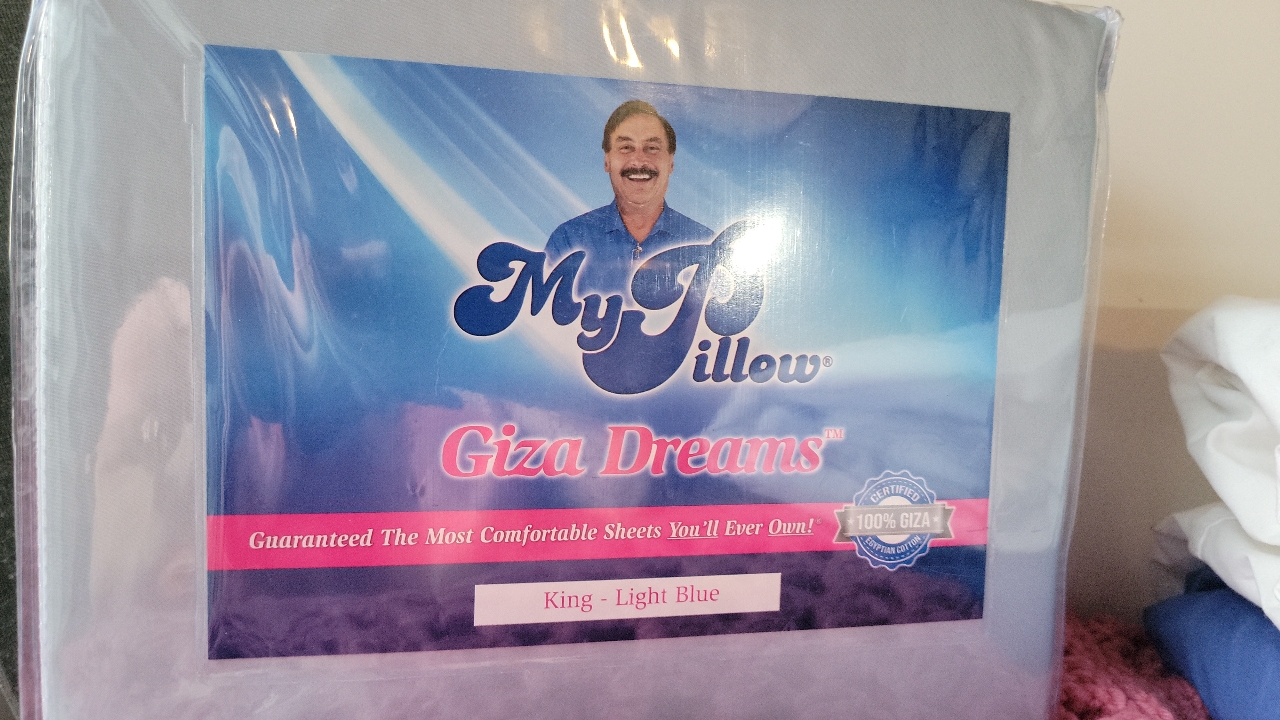 MyPillow®
Giza Dreams™
Guaranteed The Most Comfortable Sheets You'll Ever Own!
CERTIFIED
100% GIZA
EGYPTIAN COTTON
King - Light Blue